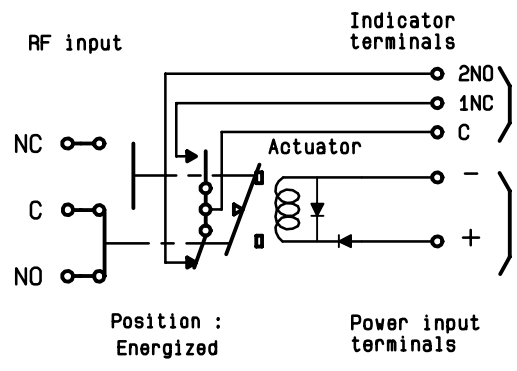 Indicator
terminals
RF input
2NO
1NC
C
NC
Actuator
−
C
+
NO
Position :
Energized
Power input
terminals